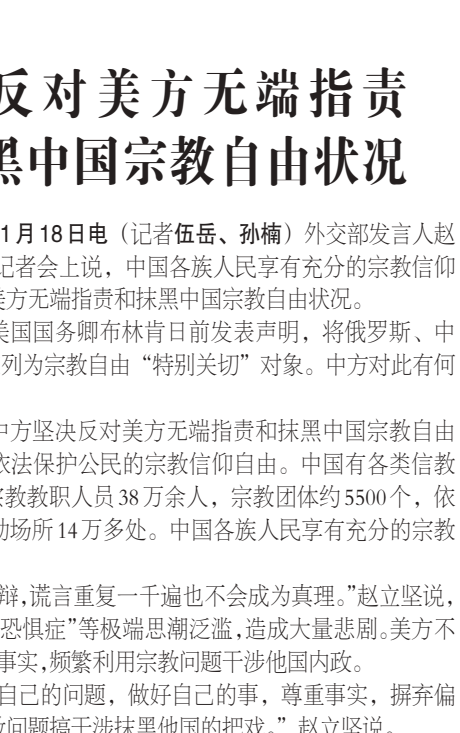 反对美方无端指责
黑中国宗教自由状况
1月18日电（记者伍岳、孙楠）外交部发言人赵
记者会上说，中国各族人民享有充分的宗教信仰
美方无端指责和抹黑中国宗教自由状况。
美国国务卿布林肯日前发表声明，将俄罗斯、中
列为宗教自由“特别关切”对象。中方对此有何
中方坚决反对美方无端指责和抹黑中国宗教自由
依法保护公民的宗教信仰自由。中国有各类信教
宗教教职人员38万余人，宗教团体约5500个，依
动场所14万多处。中国各族人民享有充分的宗教
辩，谎言重复一千遍也不会成为真理。”赵立坚说，
恐惧症”等极端思潮泛滥，造成大量悲剧。美方不
事实，频繁利用宗教问题干涉他国内政。
自己的问题，做好自己的事，尊重事实，摒弃偏
教问题搞干涉抹黑他国的把戏。”赵立坚说。